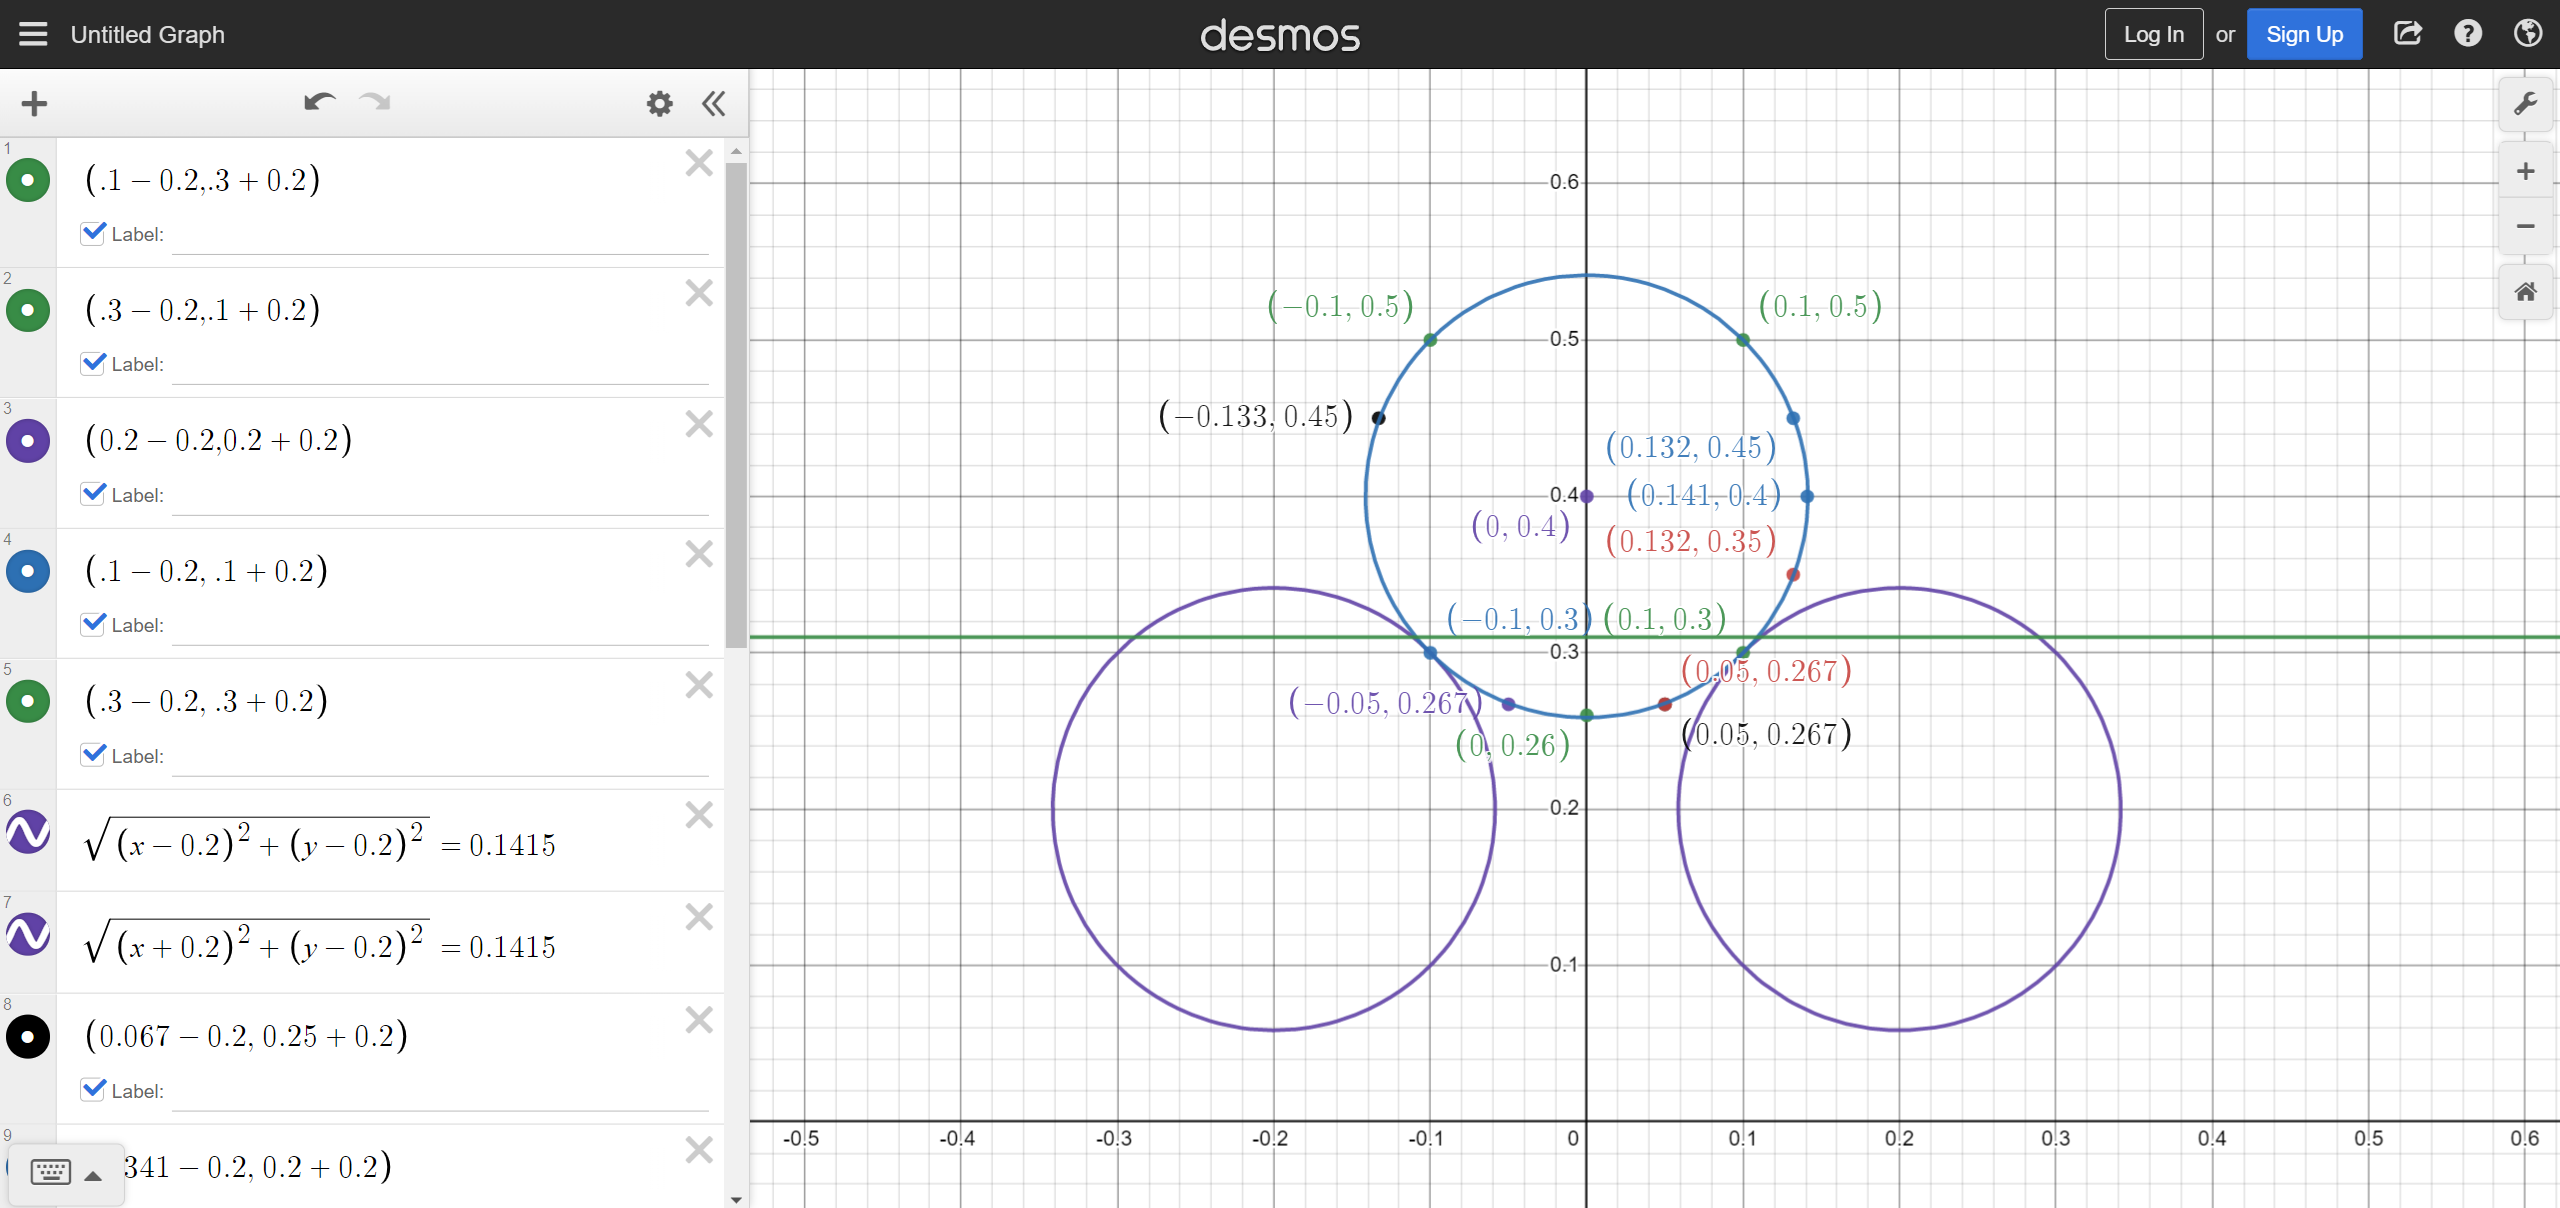 Untitled Graph
desmos
Log In or Sign Up
1
(.1 − 0.2,.3 + 0.2)
Label:
2
(.3 − 0.2,.1 + 0.2)
Label:
3
(0.2 − 0.2,0.2 + 0.2)
Label:
4
(.1 − 0.2, .1 + 0.2)
Label:
5
(.3 − 0.2, .3 + 0.2)
Label:
6
√(x − 0.2)² + (y − 0.2)² = 0.1415
7
√(x + 0.2)² + (y − 0.2)² = 0.1415
8
(0.067 − 0.2, 0.25 + 0.2)
Label:
9
341 − 0.2, 0.2 + 0.2)
0.6
(−0.1, 0.5)
(0.1, 0.5)
0.5
(−0.133, 0.45)
(0.132, 0.45)
0.4
(0.141, 0.4)
(0, 0.4)
(0.132, 0.35)
(−0.1, 0.3)
(0.1, 0.3)
0.3
(0.05, 0.267)
(−0.05, 0.267)
(0, 0.26)
(0.05, 0.267)
0.2
0.1
-0.5
-0.4
-0.3
-0.2
-0.1
0
0.1
0.2
0.3
0.4
0.5
0.6